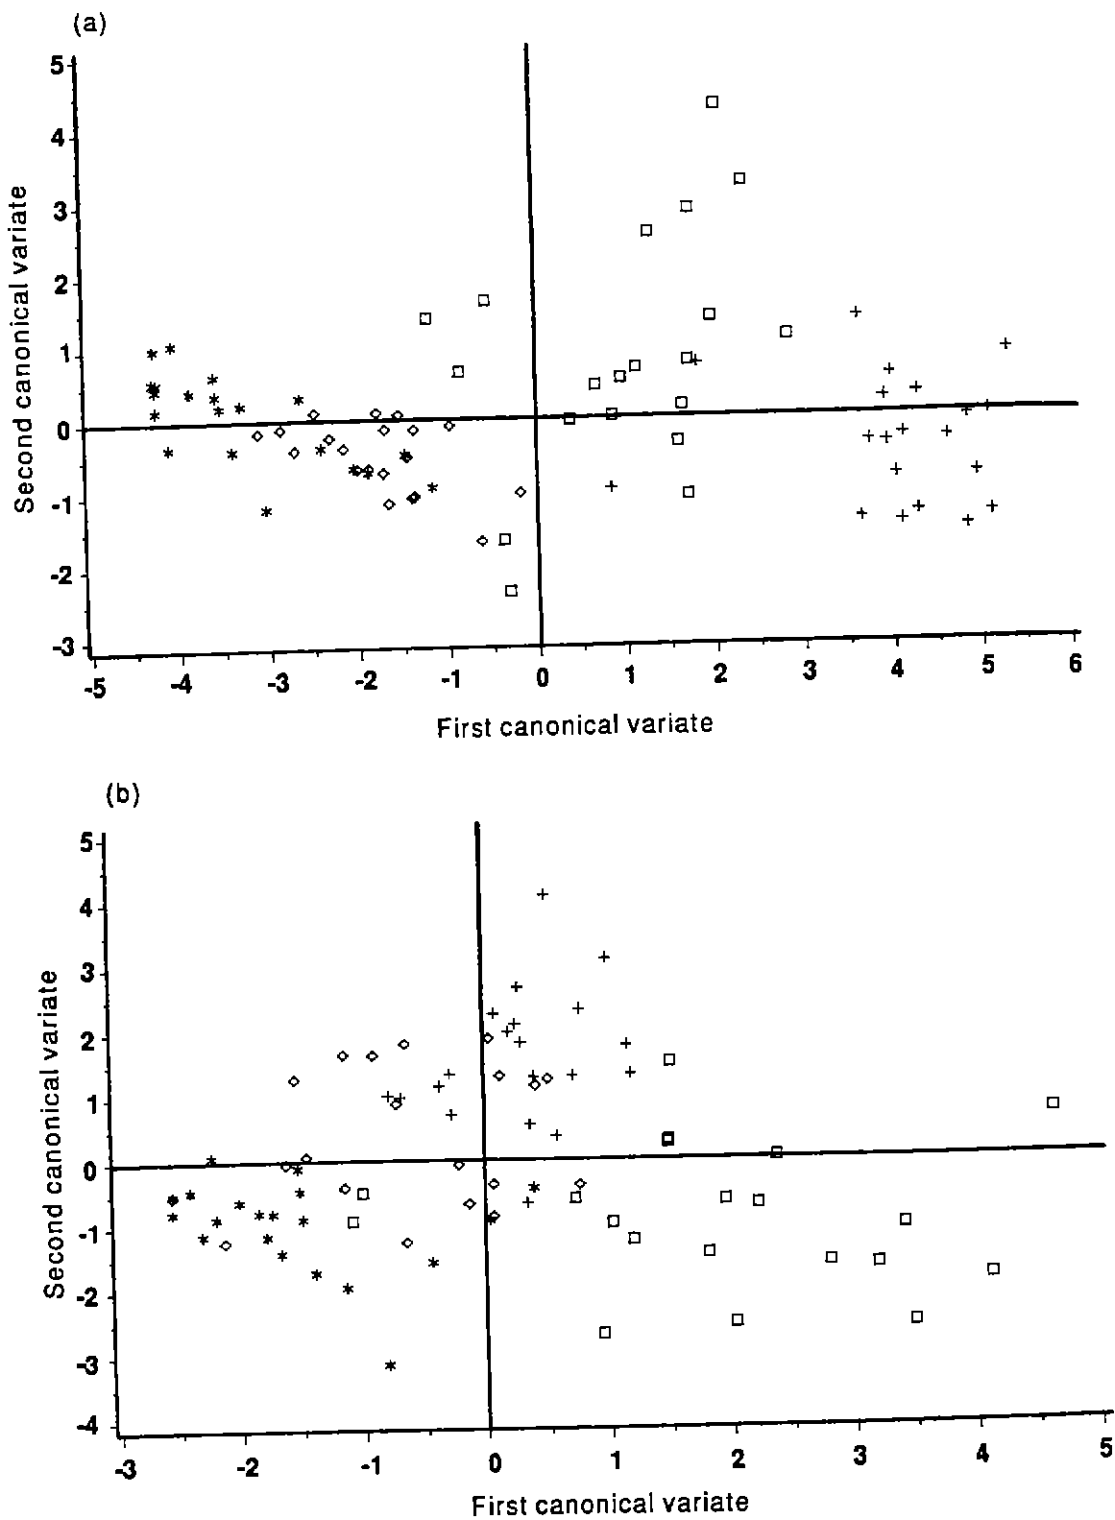 (a)
5
4
3
2
1
0
-1
-2
-3
Second canonical variate
-5 -4 -3 -2 -1 0 1 2 3 4 5 6
First canonical variate
(b)
5
4
3
2
1
0
-1
-2
-3
-4
Second canonical variate
-3 -2 -1 0 1 2 3 4 5
First canonical variate